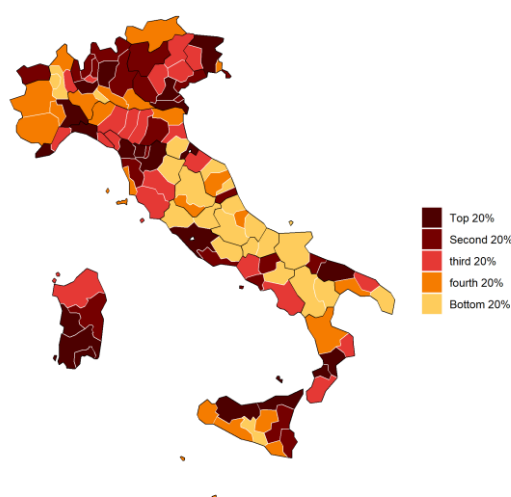 Top 20%
Second 20%
third 20%
fourth 20%
Bottom 20%